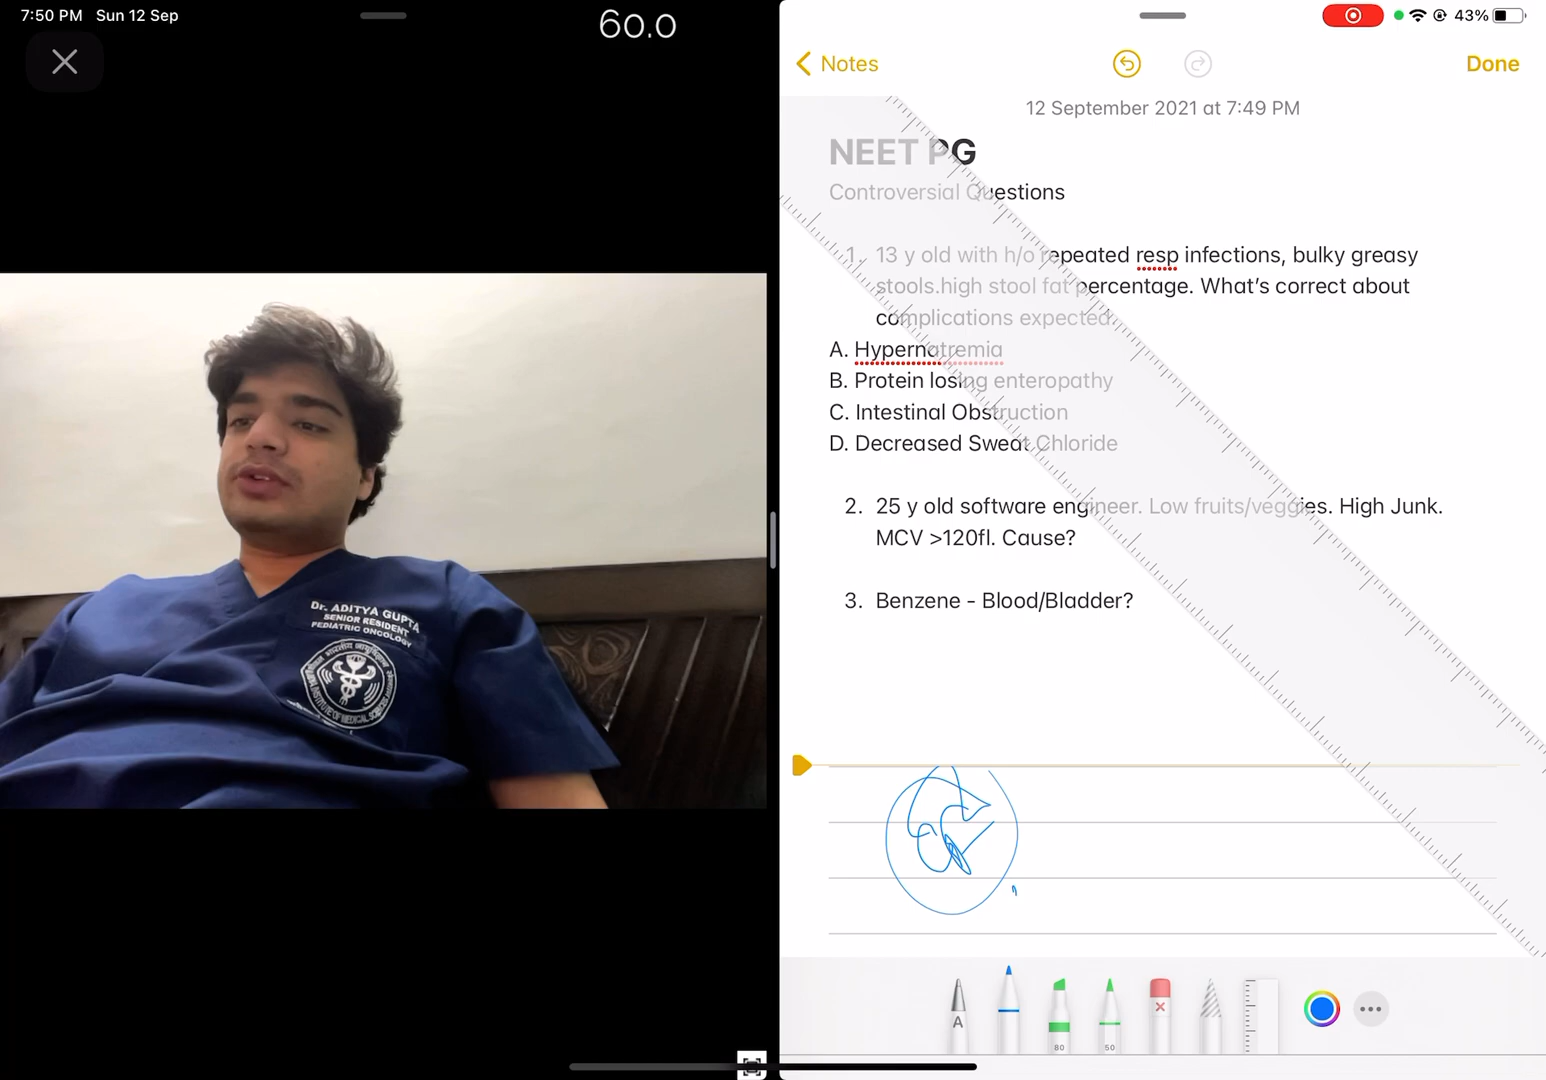 7:50 PM Sun 12 Sep
60.0
43%
Notes
Done
12 September 2021 at 7:49 PM
NEET PG
Controversial Questions
1. 13 y old with h/o repeated resp infections, bulky greasy
stools.high stool fat percentage. What's correct about
complications expected
A. Hypernatremia
B. Protein losing enteropathy
C. Intestinal Obstruction
D. Decreased Sweat Chloride
2. 25 y old software engineer. Low fruits/veggies. High Junk.
MCV >120fl. Cause?
3. Benzene - Blood/Bladder?
Dr. ADITYA GUPTA
SENIOR RESIDENT
PEDIATRIC ONCOLOGY
A
80
50